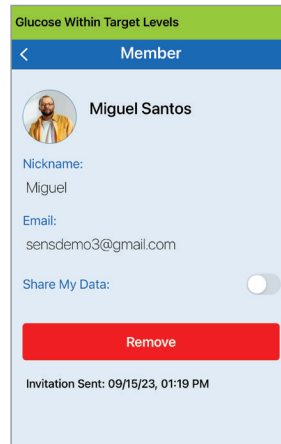 Glucose Within Target Levels
Member
Miguel Santos
Nickname:
Miguel
Email:
sensdemo3@gmail.com
Share My Data:
Remove
Invitation Sent: 09/15/23, 01:19 PM